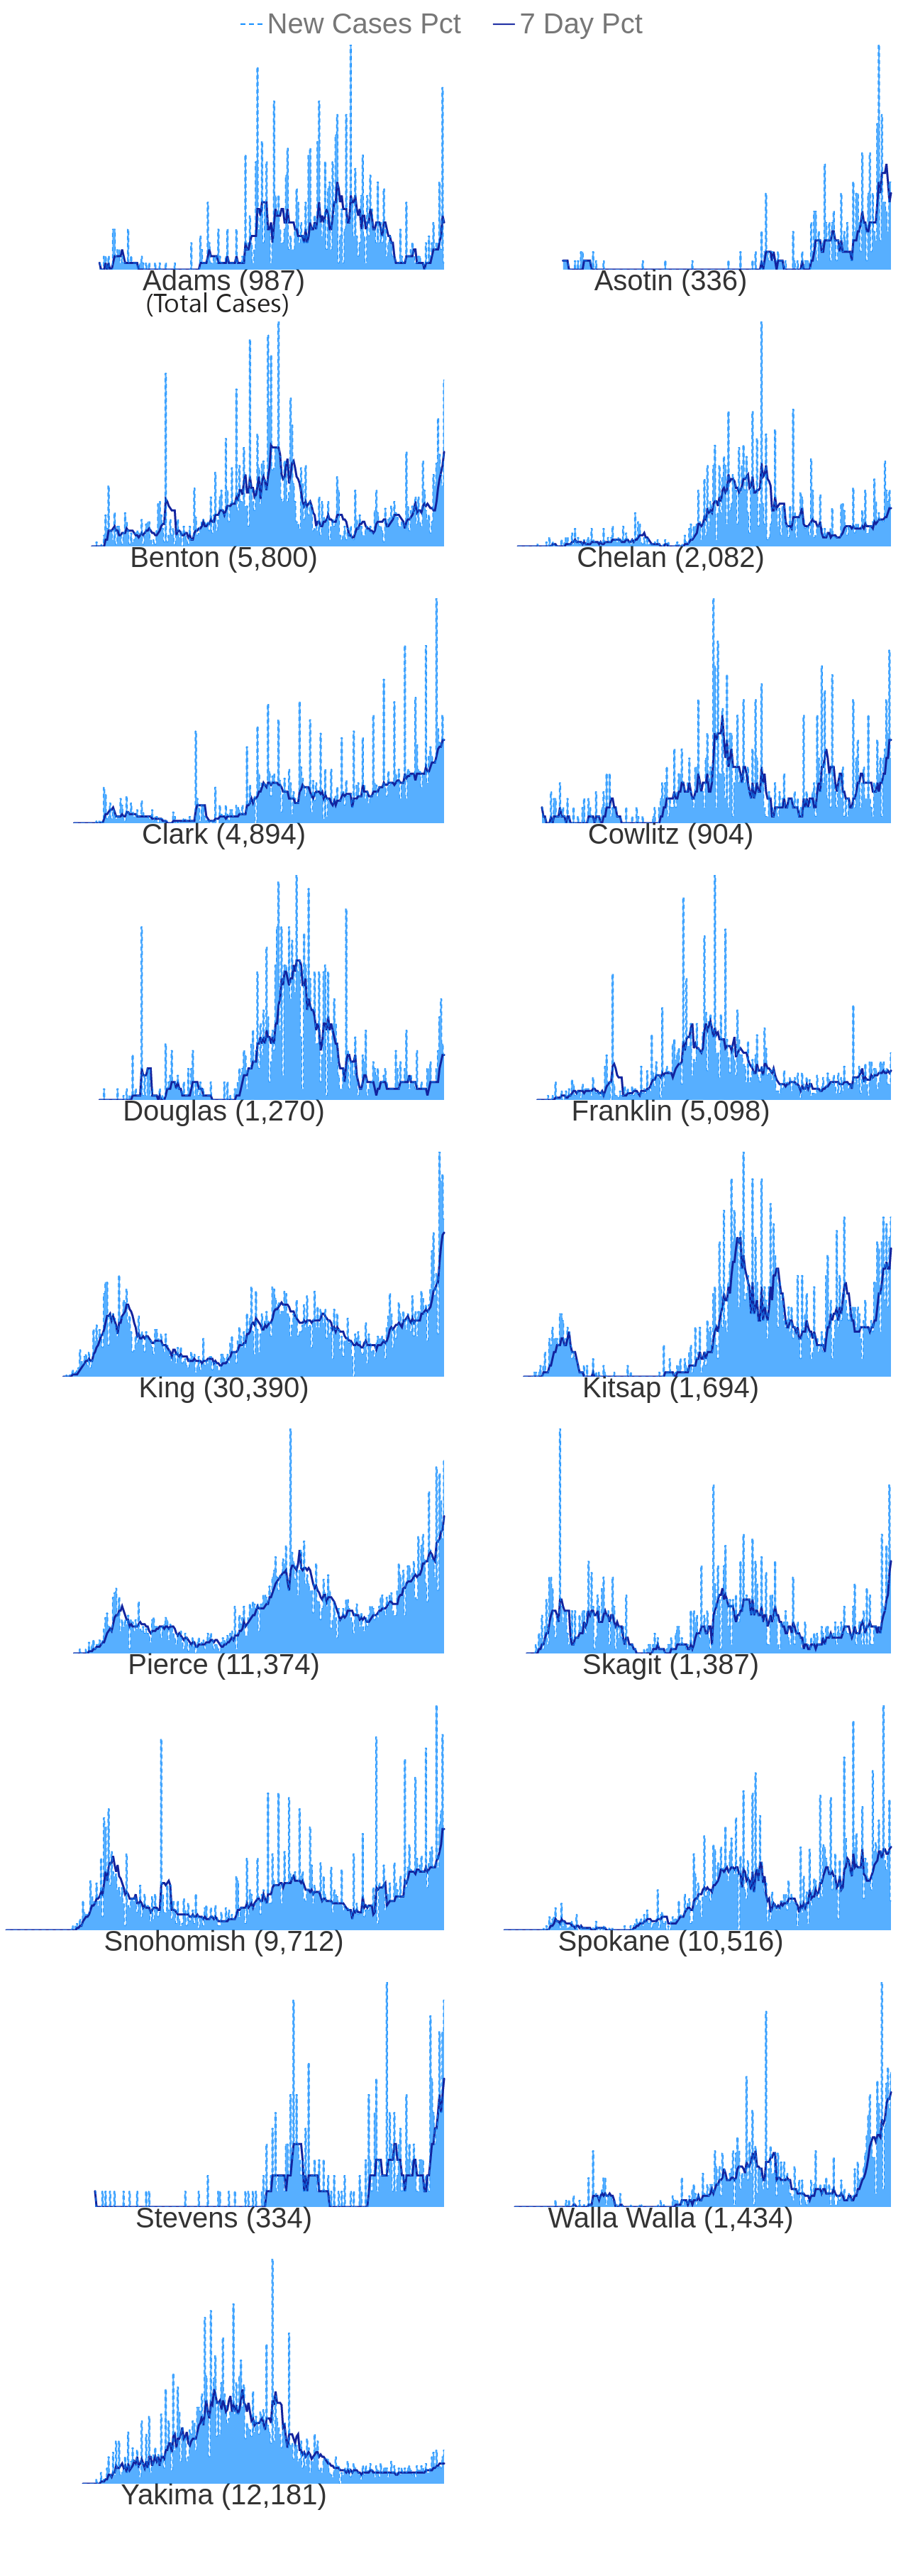 New Cases Pct 7 Day Pct
Adams (987) Asotin (336)
(Total Cases)
Benton (5,800) Chelan (2,082)
Clark (4,894) Cowlitz (904)
Douglas (1,270) Franklin (5,098)
King (30,390) Kitsap (1,694)
Pierce (11,374) Skagit (1,387)
Snohomish (9,712) Spokane (10,516)
Stevens (334) Walla Walla (1,434)
Yakima (12,181)